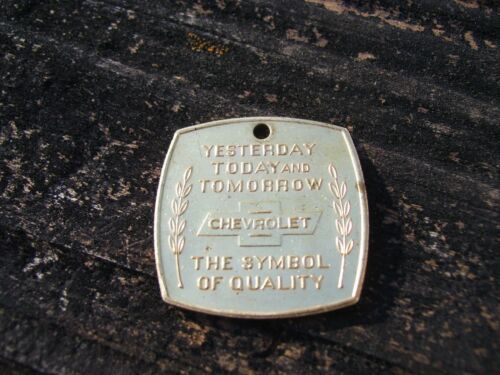 YESTERDAY
TODAY AND
TOMORROW
CHEVROLET
THE SYMBOL
OF QUALITY